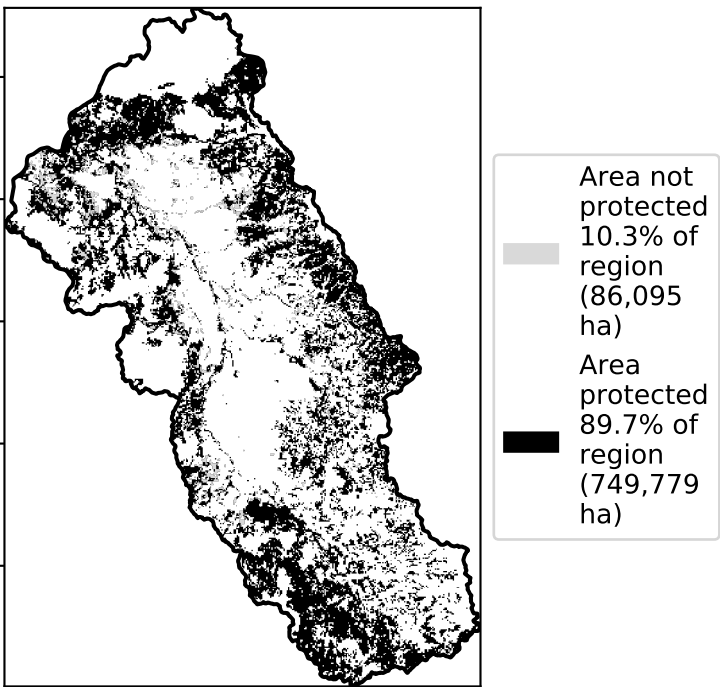 Area not
protected
10.3% of
region
(86,095
ha)
Area
protected
89.7% of
region
(749,779
ha)